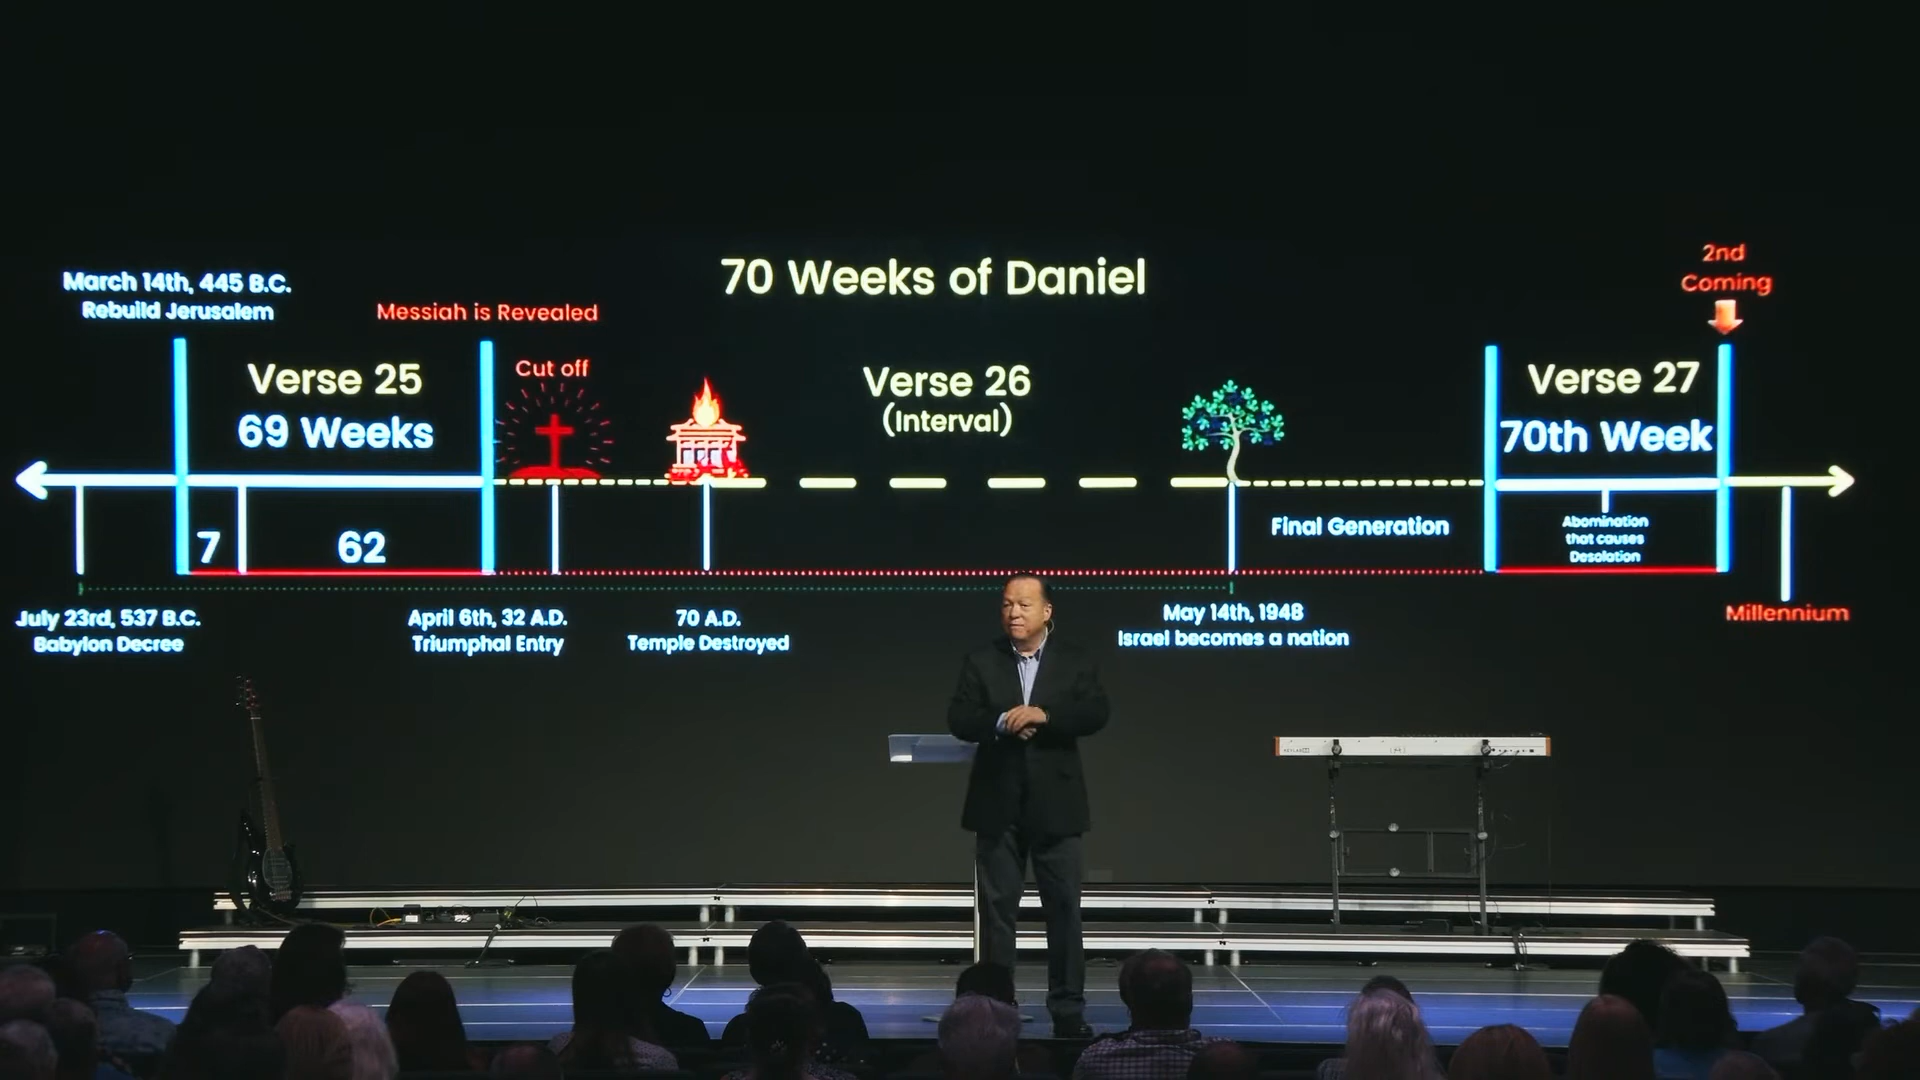 70 Weeks of Daniel
March 14th, 445 B.C.
Rebuild Jerusalem
Messiah is Revealed
2nd
Coming
Verse 25
69 Weeks
Cut off
Verse 26
(Interval)
Verse 27
70th Week
7
62
Final Generation
Abomination
that causes
Desolation
July 23rd, 537 B.C.
Babylon Decree
April 6th, 32 A.D.
Triumphal Entry
70 A.D.
Temple Destroyed
May 14th, 1948
Israel becomes a nation
Millennium